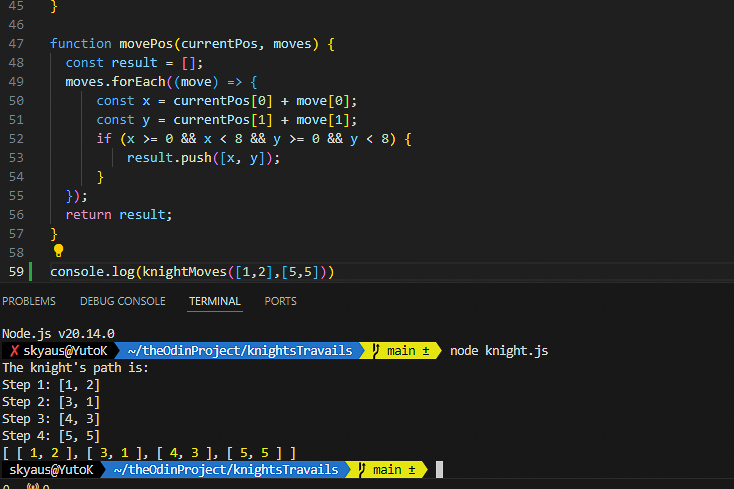 45 }
46
47 function movePos(currentPos, moves) {
48 const result = [];
49 moves.forEach((move) => {
50 const x = currentPos[0] + move[0];
51 const y = currentPos[1] + move[1];
52 if (x >= 0 && x < 8 && y >= 0 && y < 8) {
53 result.push([x, y]);
54 }
55 });
56 return result;
57 }
58
59 console.log(knightMoves([1,2],[5,5]))
PROBLEMS DEBUG CONSOLE TERMINAL PORTS
Node.js v20.14.0
✗ skyaus@YutoK ~/theOdinProject/knightsTravails main ± node knight.js
The knight's path is:
Step 1: [1, 2]
Step 2: [3, 1]
Step 3: [4, 3]
Step 4: [5, 5]
[ [ 1, 2 ], [ 3, 1 ], [ 4, 3 ], [ 5, 5 ] ]
skyaus@YutoK ~/theOdinProject/knightsTravails main ±